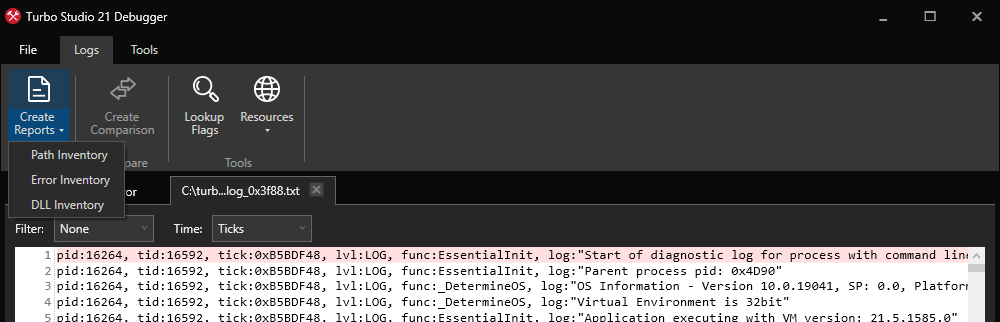 Turbo Studio 21 Debugger
File Logs Tools
Create Reports
Create Comparison
Lookup Flags
Resources
Path Inventory
Error Inventory
DLL Inventory
pare
Tools
or
C:\turb...log_0x3f88.txt
Filter: None Time: Ticks
1 pid:16264, tid:16592, tick:0xB5BDF48, lvl:LOG, func:EssentialInit, log:"Start of diagnostic log for process with command line
2 pid:16264, tid:16592, tick:0xB5BDF48, lvl:LOG, func:EssentialInit, log:"Parent process pid: 0x4D90"
3 pid:16264, tid:16592, tick:0xB5BDF48, lvl:LOG, func:_DetermineOS, log:"OS Information - Version 10.0.19041, SP: 0.0, Platform
4 pid:16264, tid:16592, tick:0xB5BDF48, lvl:LOG, func:_DetermineOS, log:"Virtual Environment is 32bit"
5 pid:16264, tid:16592, tick:0xB5BDF48, lvl:LOG, func:EssentialInit, log:"Application executing with VM version: 21.5.1585.0"